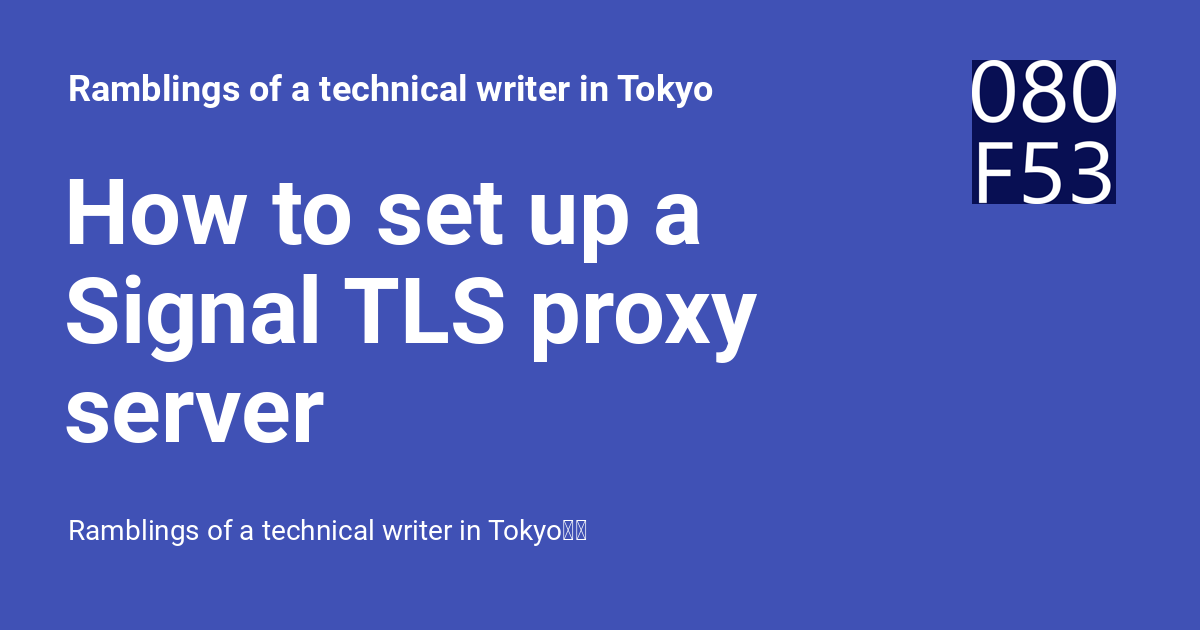 Ramblings of a technical writer in Tokyo
080
F53
How to set up a
Signal TLS proxy
server
Ramblings of a technical writer in Tokyo